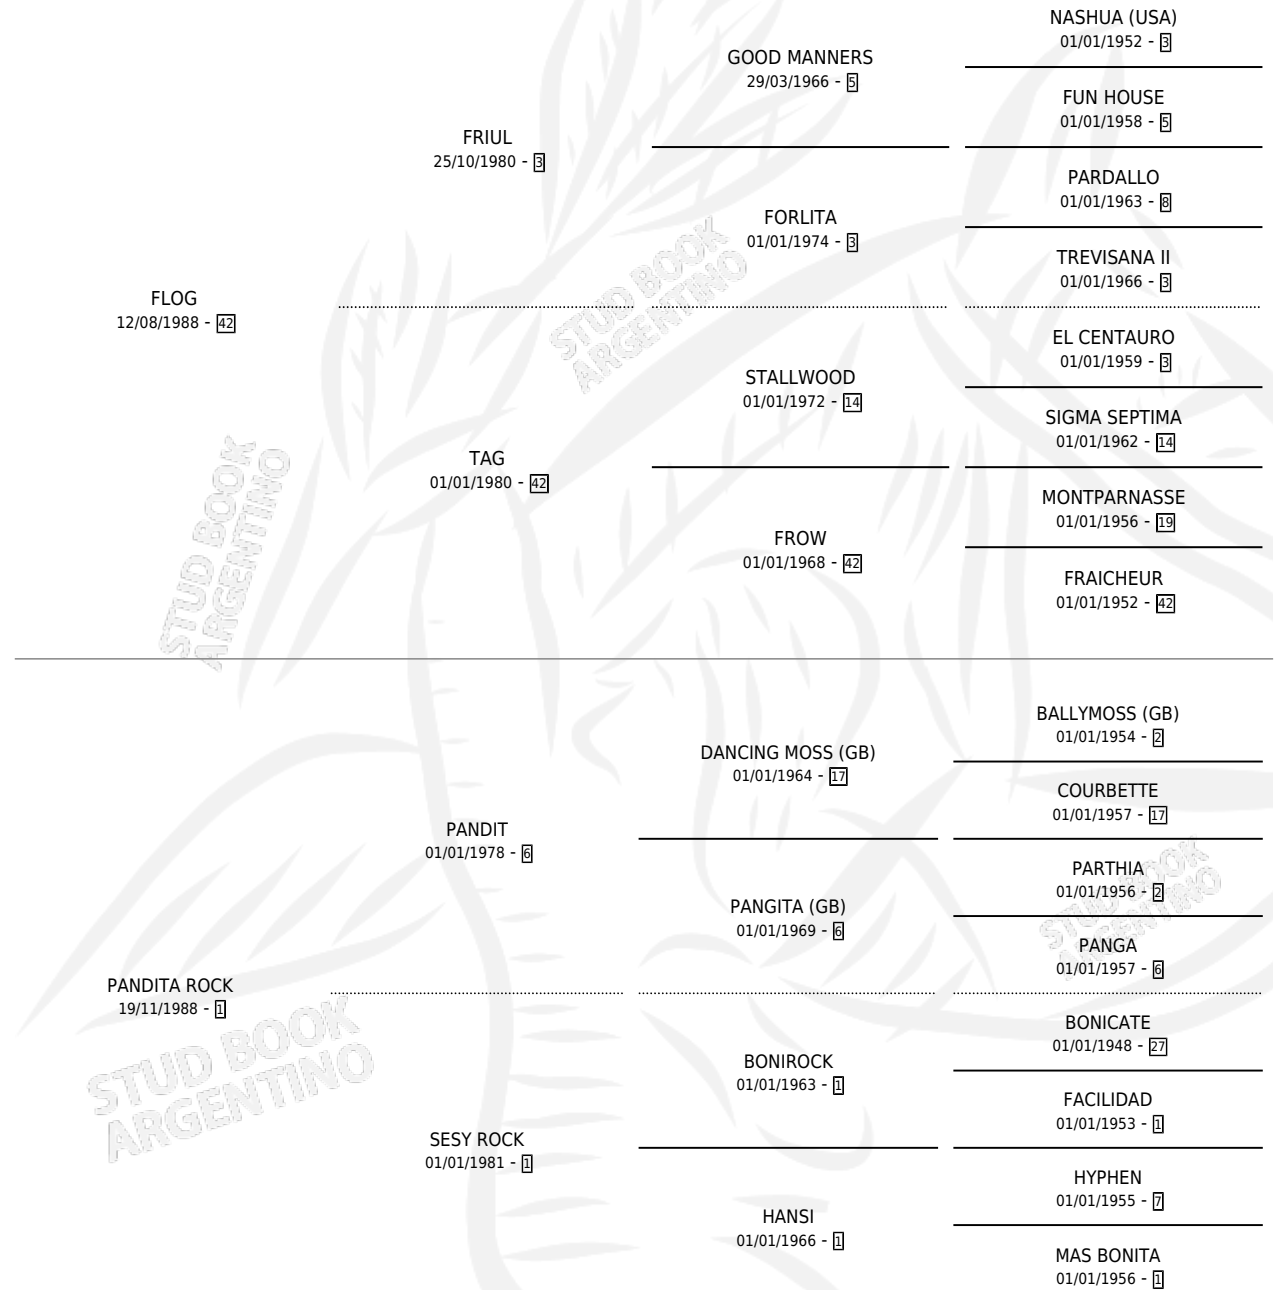 NASHUA (USA)
01/01/1952 - 3
GOOD MANNERS
29/03/1966 - 5
FUN HOUSE
01/01/1958 - 5
FRIUL
25/10/1980 - 3
PARDALLO
01/01/1963 - 8
FORLITA
01/01/1974 - 3
TREVISANA II
01/01/1966 - 3
FLOG
12/08/1988 - 42
EL CENTAURO
01/01/1959 - 3
STALLWOOD
01/01/1972 - 14
SIGMA SEPTIMA
01/01/1962 - 14
TAG
01/01/1980 - 42
MONTPARNASSE
01/01/1956 - 19
FROW
01/01/1968 - 42
FRAICHEUR
01/01/1952 - 42
BALLYMOSS (GB)
01/01/1954 - 2
DANCING MOSS (GB)
01/01/1964 - 17
COURBETTE
01/01/1957 - 17
PANDIT
01/01/1978 - 6
PARTHIA
01/01/1956 - 2
PANGITA (GB)
01/01/1969 - 6
PANGA
01/01/1957 - 6
PANDITA ROCK
19/11/1988 - 1
BONICATE
01/01/1948 - 27
BONIROCK
01/01/1963 - 1
FACILIDAD
01/01/1953 - 1
SESY ROCK
01/01/1981 - 1
HYPHEN
01/01/1955 - 7
HANSI
01/01/1966 - 1
MAS BONITA
01/01/1956 - 1
STUD BOOK
ARGENTINO
STUD BOOK
ARGENTINO
STUD BOOK
ARGENTINO
STUD BOOK
ARGENTINO